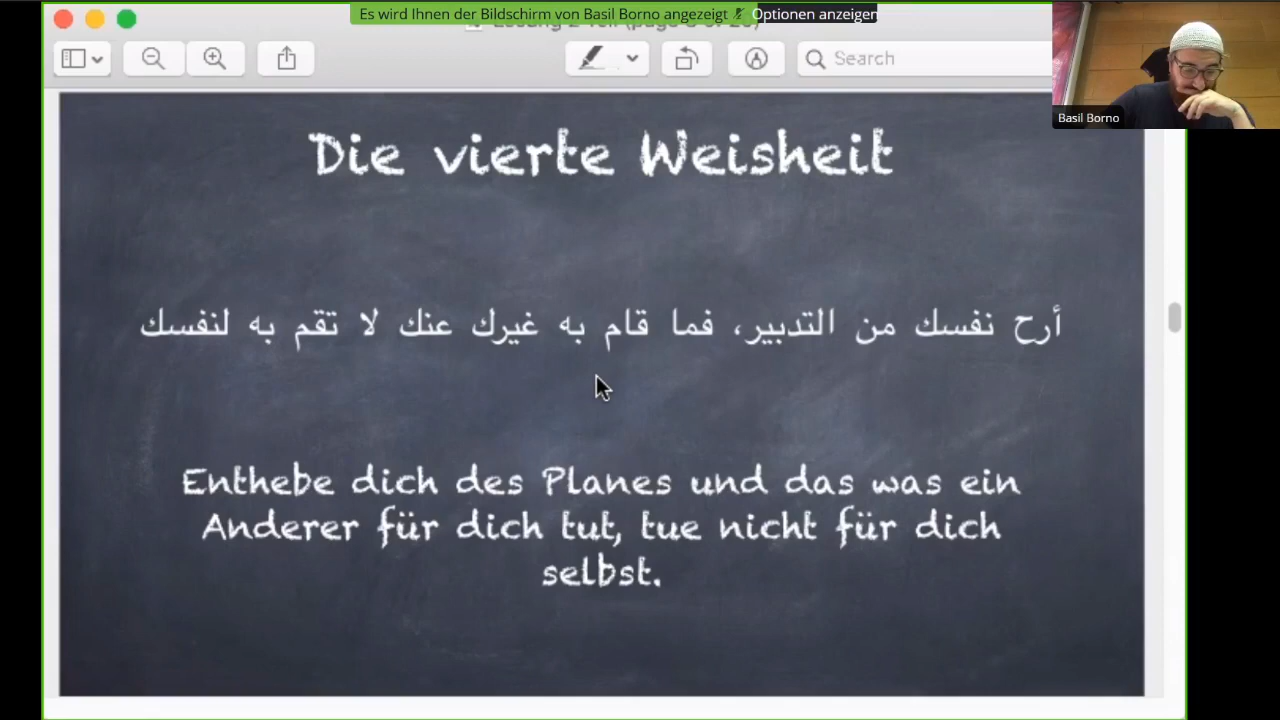 Es wird Ihnen der Bildschirm von Basil Borno angezeigt
Optionen anzeigen
Search
Basil Borno
Die vierte Weisheit
أرح نفسك من التدبير، فما قام به غيرك عنك لا تقم به لنفسك
Enthebe dich des Planes und das was ein
Anderer für dich tut, tue nicht für dich
selbst.